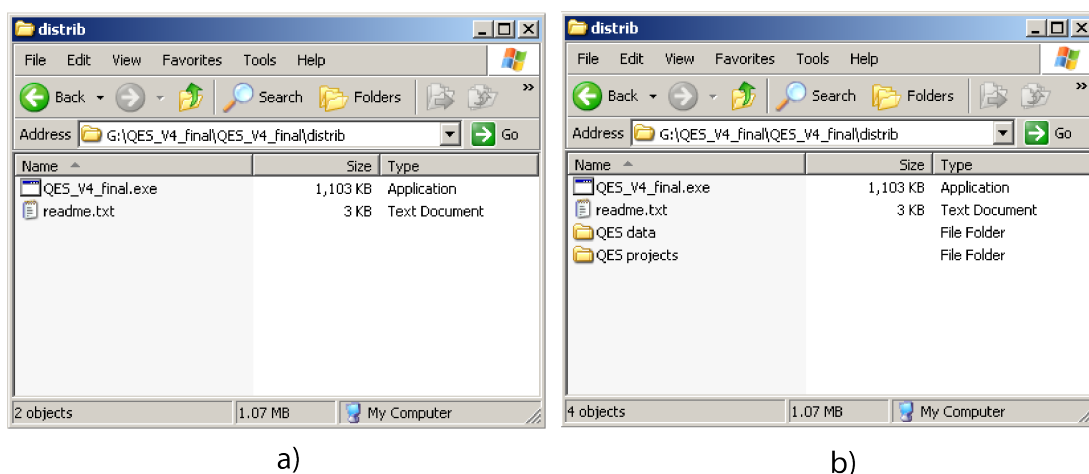 distrib
File Edit View Favorites Tools Help
Back Search Folders »
Address G:\QES_V4_final\QES_V4_final\distrib Go
Name Size Type
QES_V4_final.exe 1,103 KB Application
readme.txt 3 KB Text Document
2 objects 1.07 MB My Computer
a)
distrib
File Edit View Favorites Tools Help
Back Search Folders »
Address G:\QES_V4_final\QES_V4_final\distrib Go
Name Size Type
QES_V4_final.exe 1,103 KB Application
readme.txt 3 KB Text Document
QES data File Folder
QES projects File Folder
4 objects 1.07 MB My Computer
b)